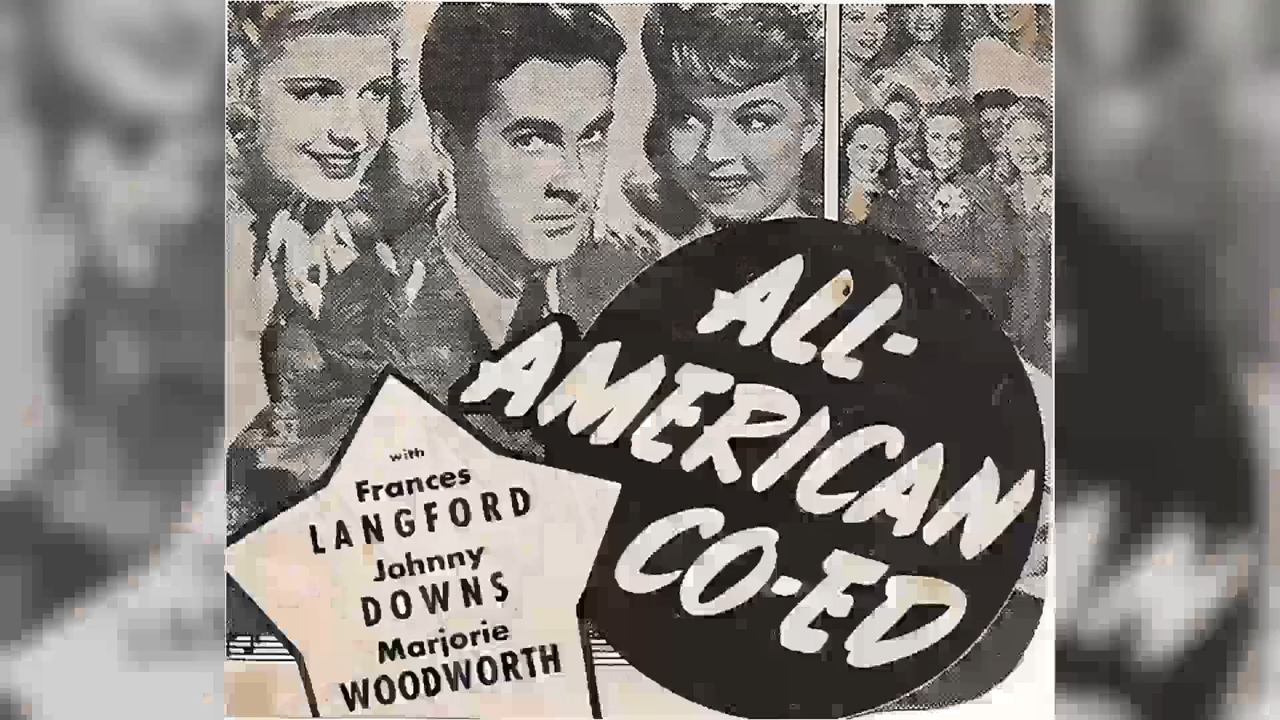 ALL-
AMERICAN
CO-ED
with
Frances
LANGFORD
Johnny
DOWNS
Marjorie
WOODWORTH